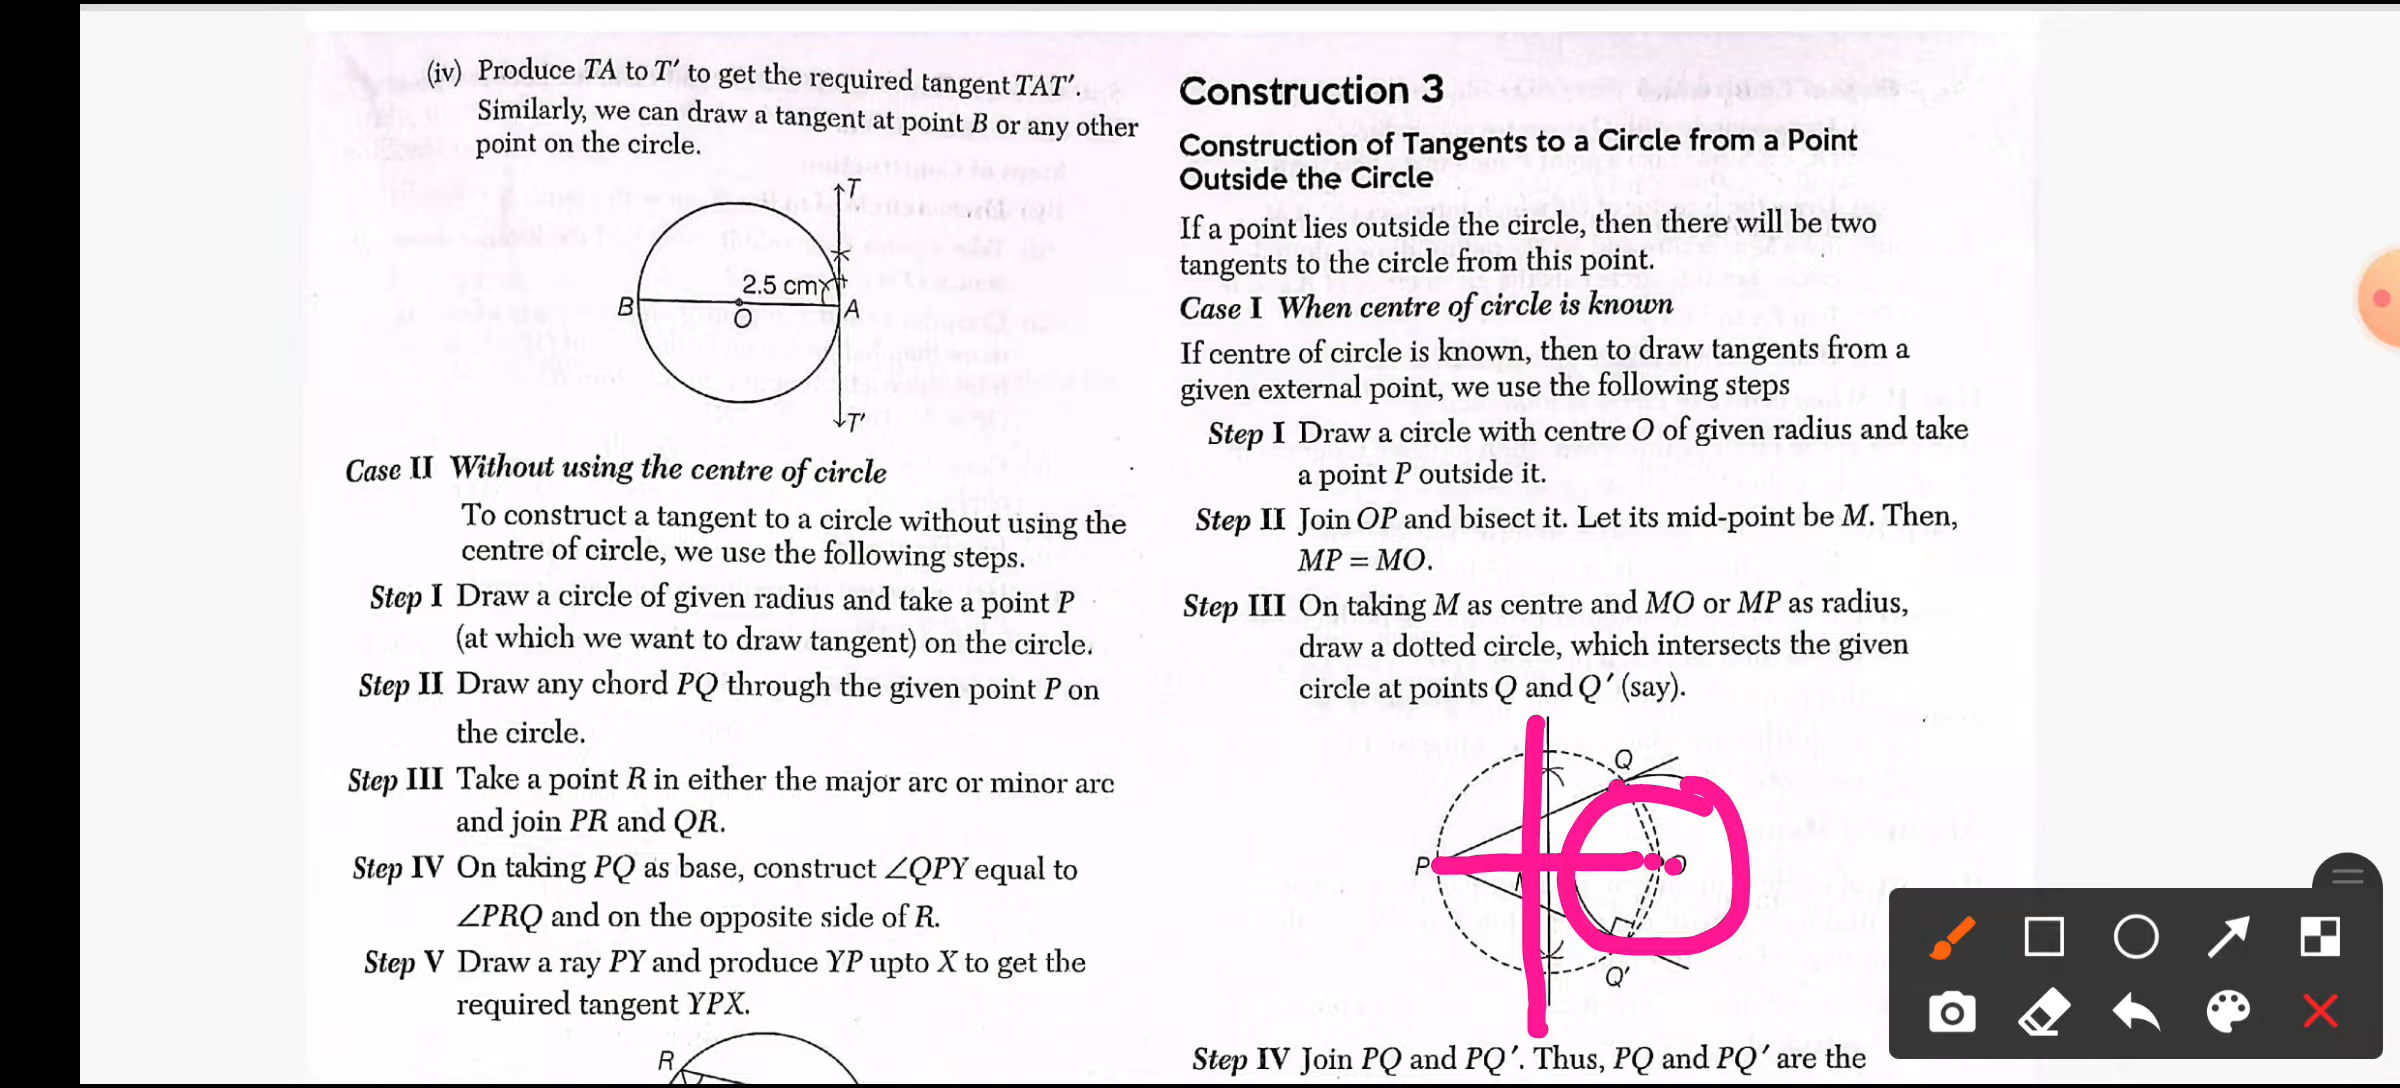 (iv) Produce TA to T′ to get the required tangent TAT′.
Similarly, we can draw a tangent at point B or any other
point on the circle.
T
2.5 cm
B
O
A
T′
Case II Without using the centre of circle
To construct a tangent to a circle without using the
centre of circle, we use the following steps.
Step I Draw a circle of given radius and take a point P
(at which we want to draw tangent) on the circle.
Step II Draw any chord PQ through the given point P on
the circle.
Step III Take a point R in either the major arc or minor arc
and join PR and QR.
Step IV On taking PQ as base, construct ∠QPY equal to
∠PRQ and on the opposite side of R.
Step V Draw a ray PY and produce YP upto X to get the
required tangent YPX.
R
Construction 3
Construction of Tangents to a Circle from a Point
Outside the Circle
If a point lies outside the circle, then there will be two
tangents to the circle from this point.
Case I When centre of circle is known
If centre of circle is known, then to draw tangents from a
given external point, we use the following steps
Step I Draw a circle with centre O of given radius and take
a point P outside it.
Step II Join OP and bisect it. Let its mid-point be M. Then,
MP = MO.
Step III On taking M as centre and MO or MP as radius,
draw a dotted circle, which intersects the given
circle at points Q and Q′ (say).
Q
P
O
Q′
Step IV Join PQ and PQ′. Thus, PQ and PQ′ are the